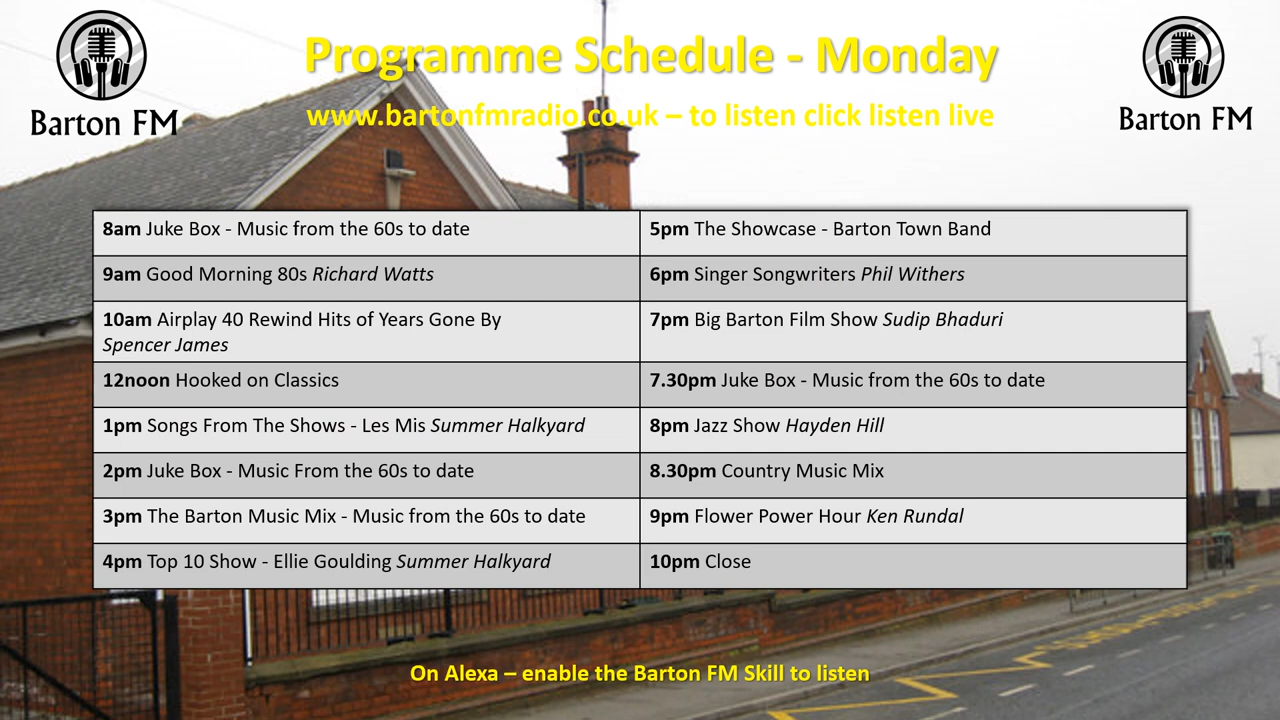 Barton FM
Programme Schedule - Monday
www.bartonfmradio.co.uk – to listen click listen live
Barton FM
8am Juke Box - Music from the 60s to date
9am Good Morning 80s Richard Watts
10am Airplay 40 Rewind Hits of Years Gone By
Spencer James
12noon Hooked on Classics
1pm Songs From The Shows - Les Mis Summer Halkyard
2pm Juke Box - Music From the 60s to date
3pm The Barton Music Mix - Music from the 60s to date
4pm Top 10 Show - Ellie Goulding Summer Halkyard
5pm The Showcase - Barton Town Band
6pm Singer Songwriters Phil Withers
7pm Big Barton Film Show Sudip Bhaduri
7.30pm Juke Box - Music from the 60s to date
8pm Jazz Show Hayden Hill
8.30pm Country Music Mix
9pm Flower Power Hour Ken Rundal
10pm Close
On Alexa – enable the Barton FM Skill to listen